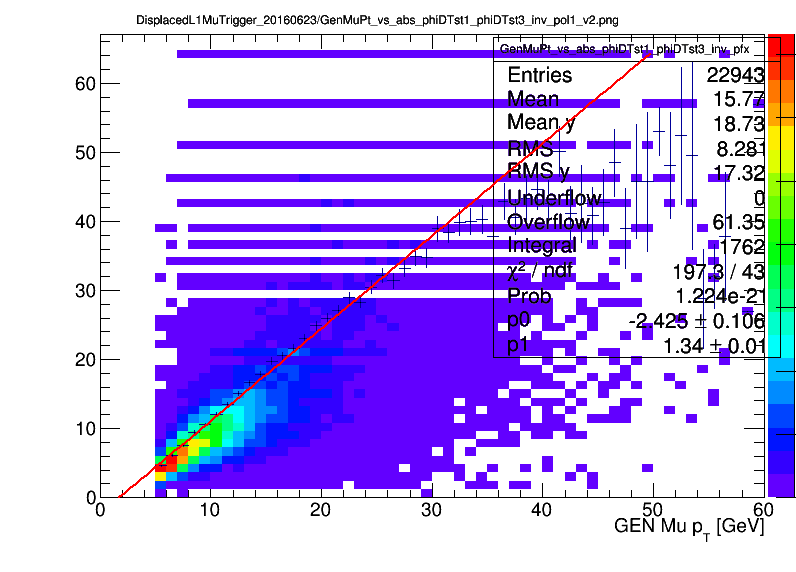 DisplacedL1MuTrigger_20160623/GenMuPt_vs_abs_phiDTst1_phiDTst3_inv_pol1_v2.png
GenMuPt_vs_abs_phiDTst1_phiDTst3_inv_pfx
Entries 22943
Mean 15.77
Mean y 18.73
RMS 8.281
RMS y 17.32
Underflow 0
Overflow 61.35
Integral 1762
χ² / ndf 197.3 / 43
Prob 1.224e-21
p0 -2.425 ± 0.106
p1 1.34 ± 0.01
60
50
40
30
20
10
0
0 10 20 30 40 50 60
GEN Mu p_T [GeV]